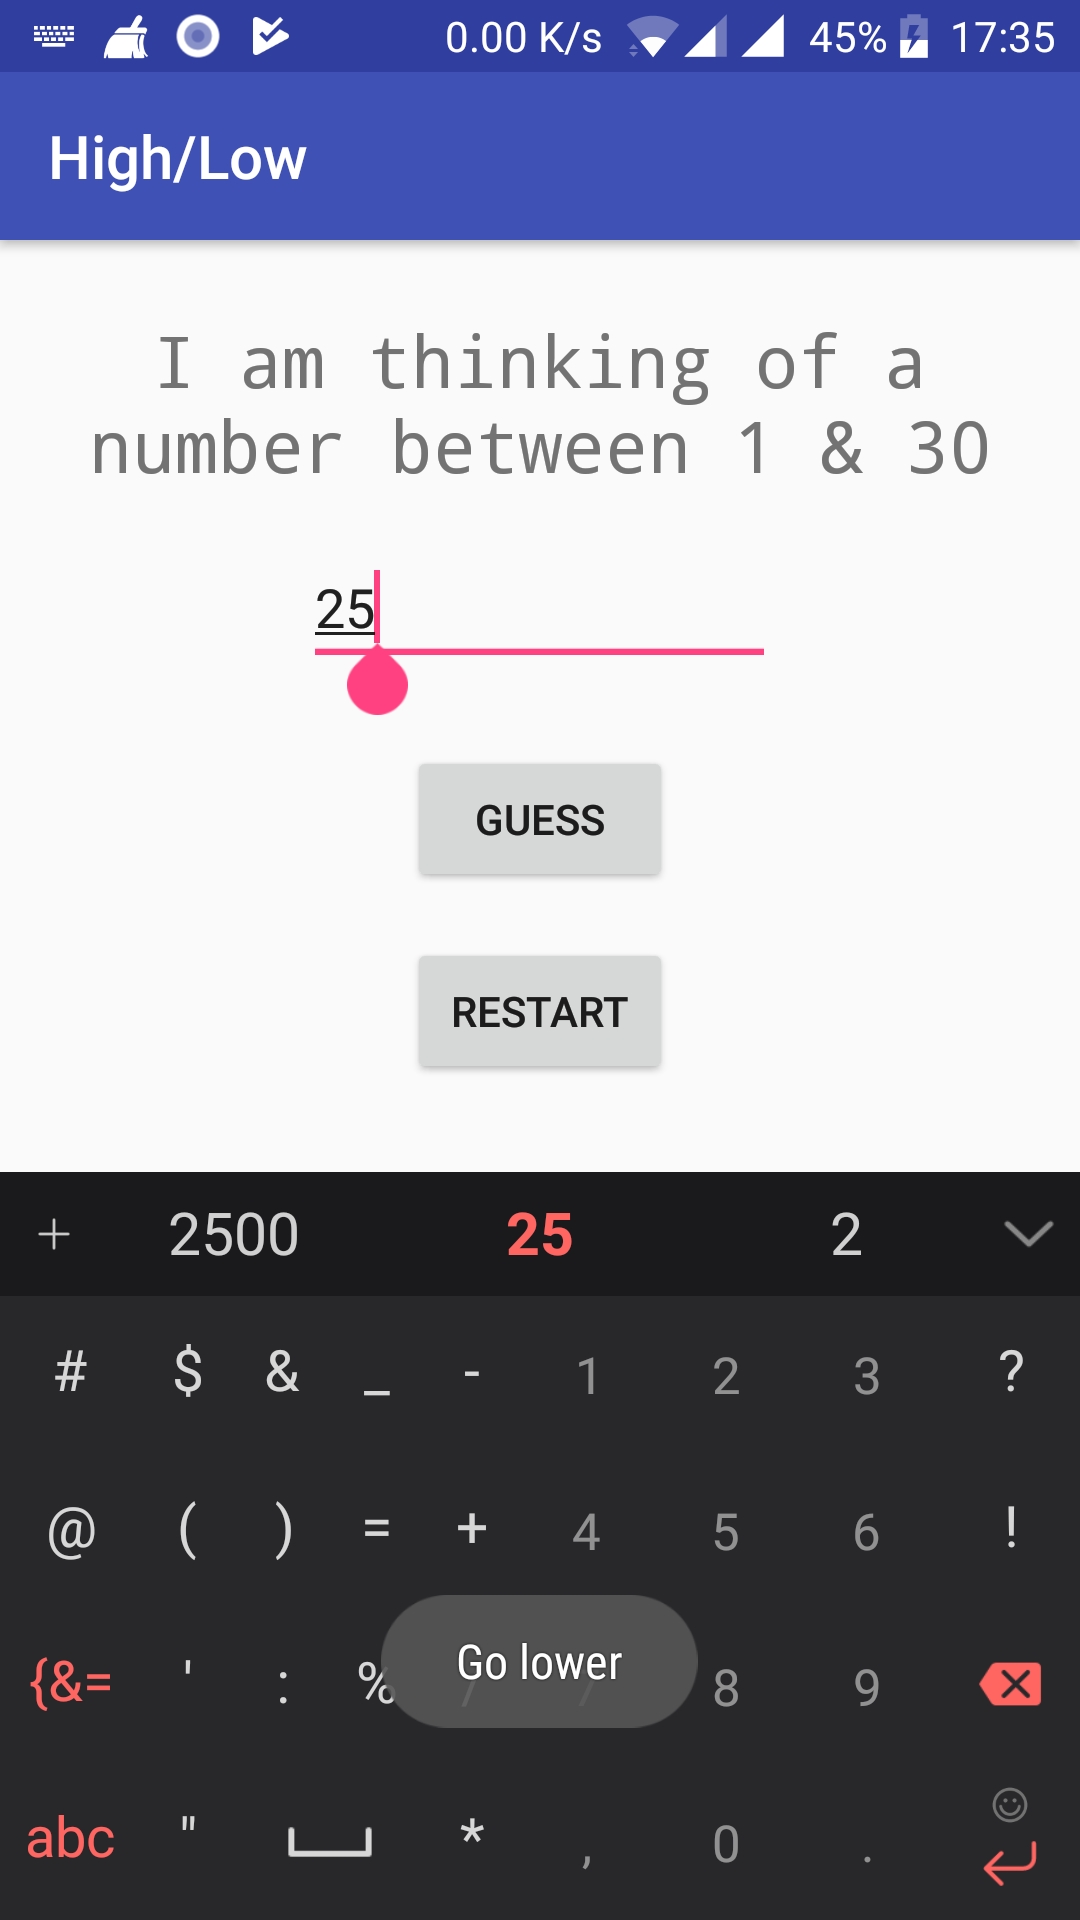 0.00 K/s 45% 17:35
High/Low
I am thinking of a
number between 1 & 30
25
GUESS
RESTART
+ 2500 25 2
# $ & _ - 1 2 3 ?
@ ( ) = + 4 5 6 !
{&= ' : % / 7 8 9
Go lower
abc " * , 0 .